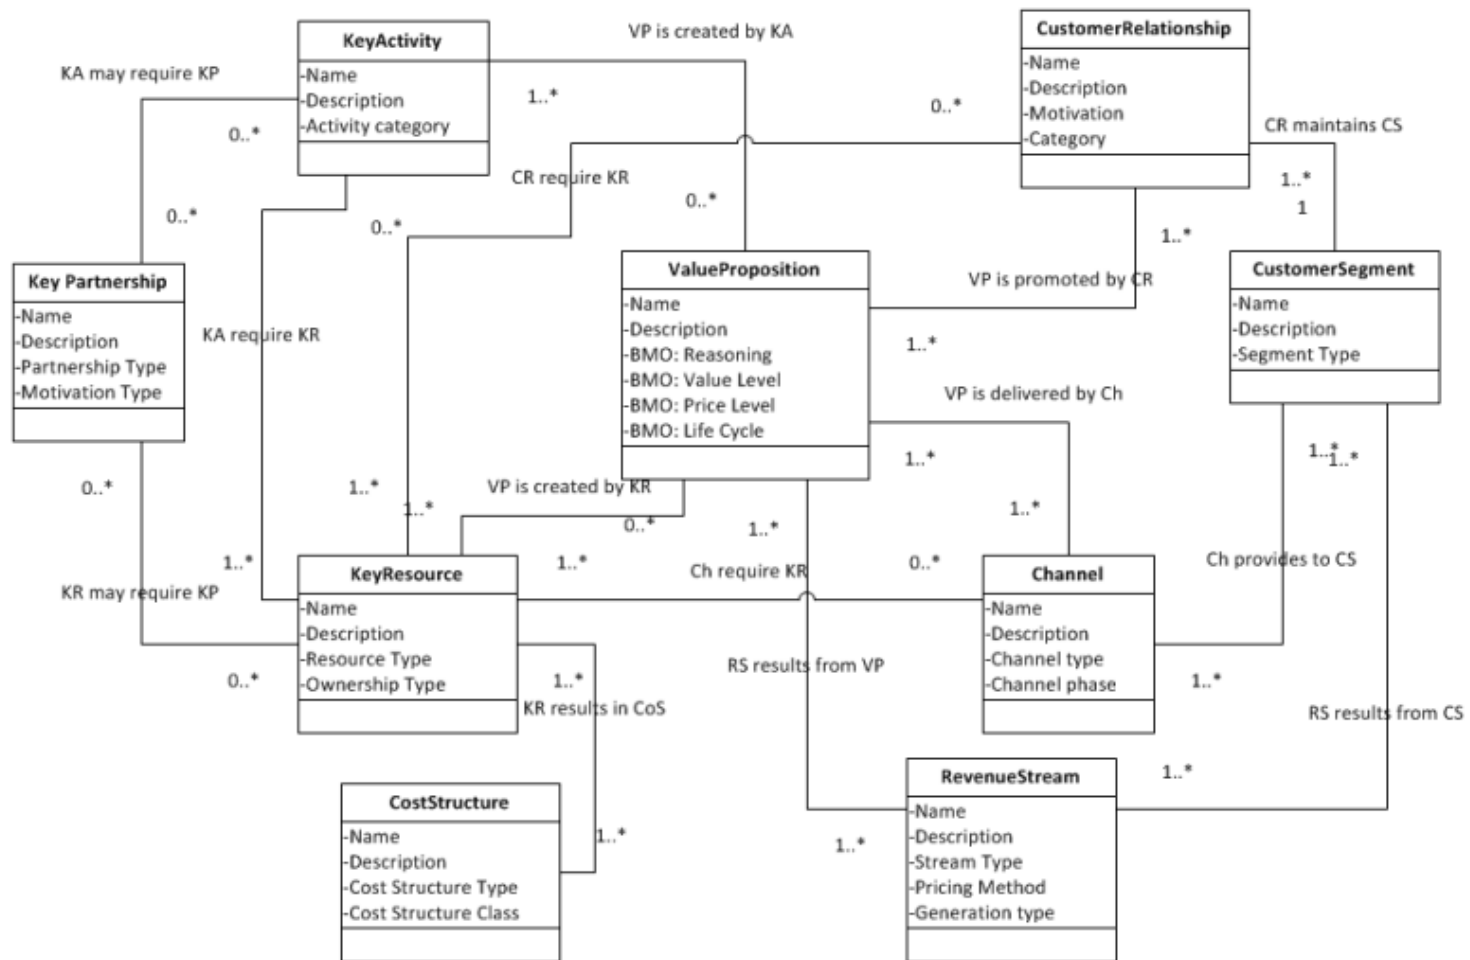 KeyActivity
-Name
-Description
-Activity category
VP is created by KA
CustomerRelationship
-Name
-Description
-Motivation
-Category
KA may require KP
1..*
0..*
0..*
CR maintains CS
CR require KR
1..*
1
0..*
0..*
0..*
1..*
Key Partnership
-Name
-Description
-Partnership Type
-Motivation Type
ValueProposition
-Name
-Description
-BMO: Reasoning
-BMO: Value Level
-BMO: Price Level
-BMO: Life Cycle
VP is promoted by CR
CustomerSegment
-Name
-Description
-Segment Type
KA require KR
1..*
VP is delivered by Ch
1..*
1..*
1..*
0..*
1..*
1..*
VP is created by KR
0..*
1..*
1..*
1..*
1..*
0..*
KeyResource
-Name
-Description
-Resource Type
-Ownership Type
Ch require KR
Channel
-Name
-Description
-Channel type
-Channel phase
Ch provides to CS
KR may require KP
RS results from VP
0..*
1..*
1..*
KR results in CoS
RS results from CS
1..*
CostStructure
-Name
-Description
-Cost Structure Type
-Cost Structure Class
1..*
1..*
RevenueStream
-Name
-Description
-Stream Type
-Pricing Method
-Generation type